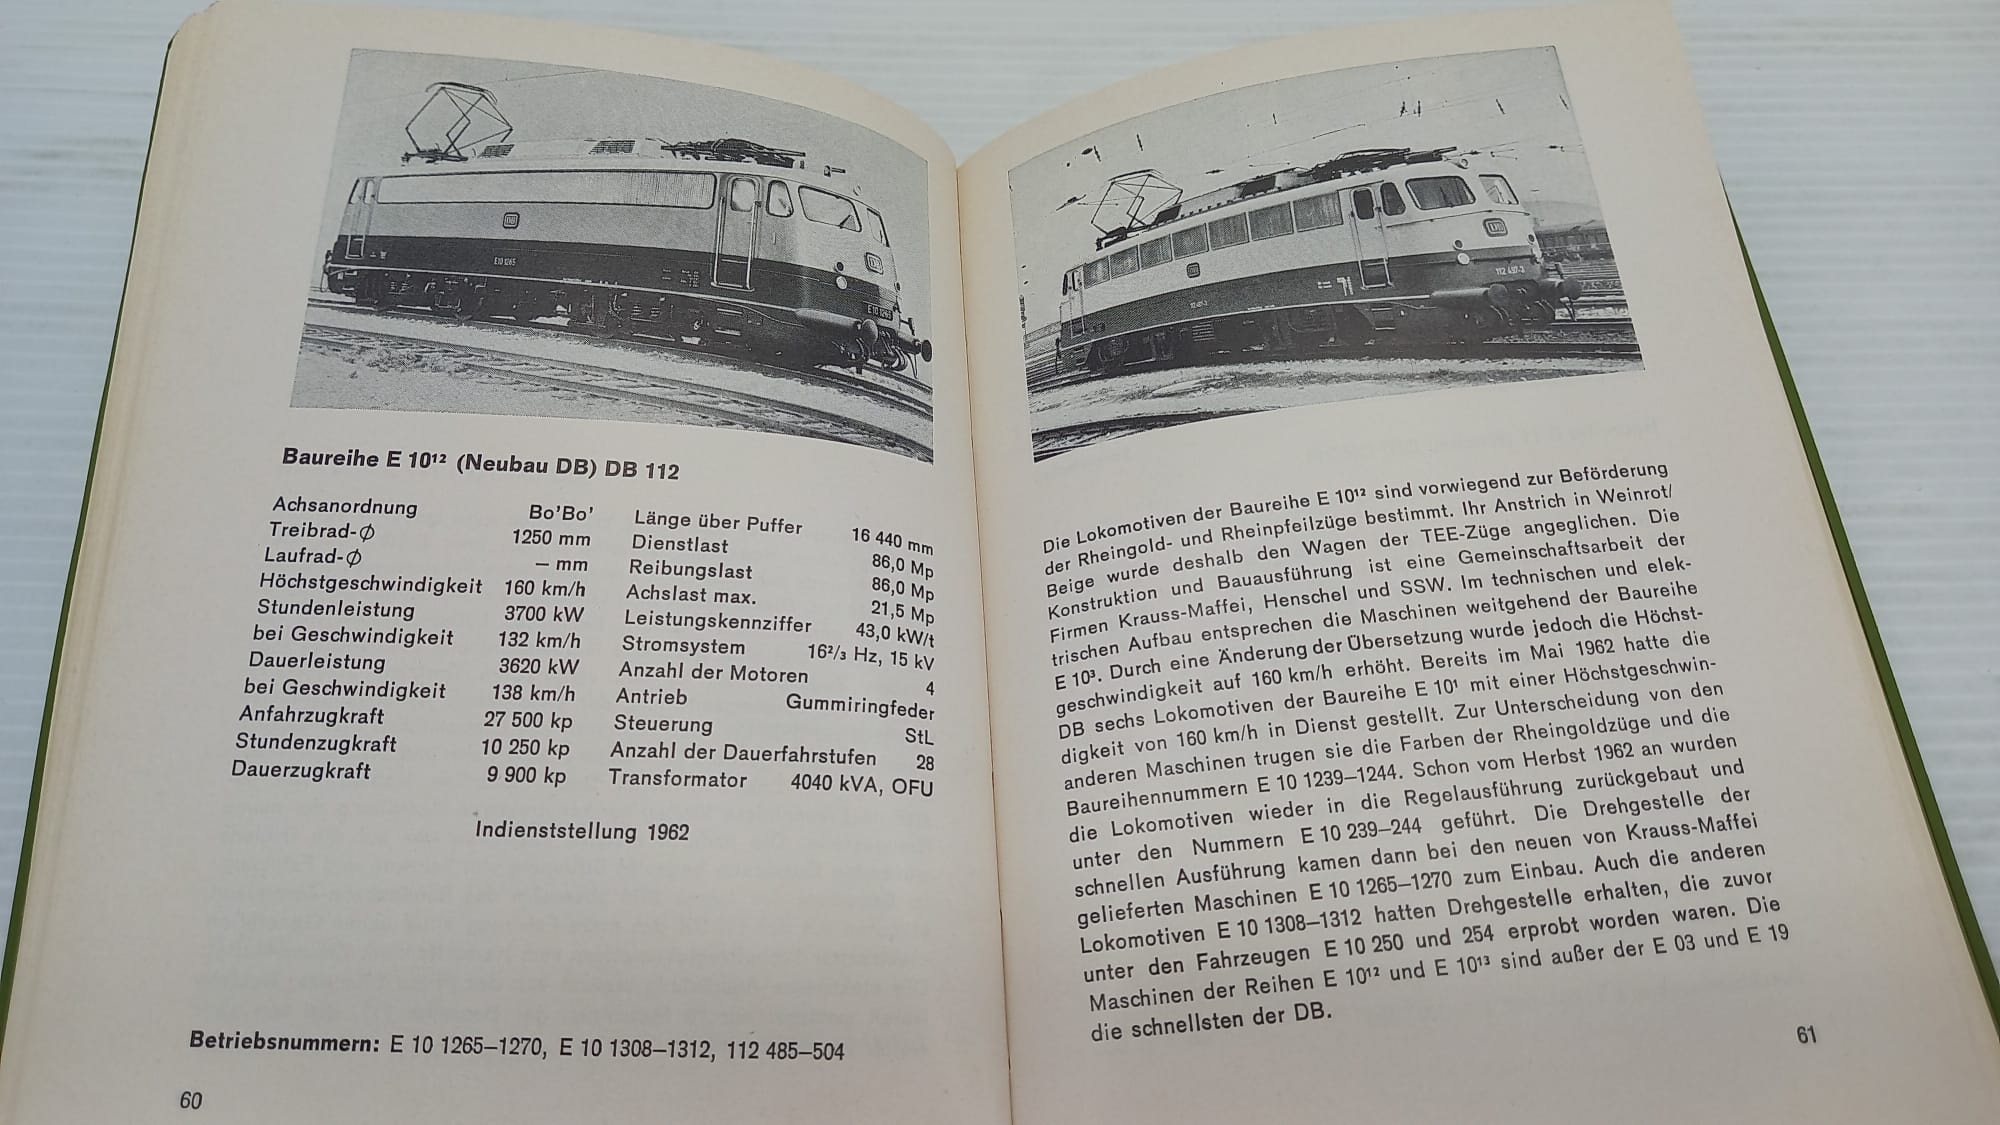 E10 1265
E 10 1265
Baureihe E 10¹² (Neubau DB) DB 112
Achsanordnung Bo'Bo'
Treibrad-∅ 1250 mm
Laufrad-∅ — mm
Höchstgeschwindigkeit 160 km/h
Stundenleistung 3700 kW
bei Geschwindigkeit 132 km/h
Dauerleistung 3620 kW
bei Geschwindigkeit 138 km/h
Anfahrzugkraft 27 500 kp
Stundenzugkraft 10 250 kp
Dauerzugkraft 9 900 kp
Länge über Puffer 16 440 mm
Dienstlast 86,0 Mp
Reibungslast 86,0 Mp
Achslast max. 21,5 Mp
Leistungskennziffer 43,0 kW/t
Stromsystem 16²/₃ Hz, 15 kV
Anzahl der Motoren 4
Antrieb Gummiringfeder
Steuerung StL
Anzahl der Dauerfahrstufen 28
Transformator 4040 kVA, OFU
Indienststellung 1962
Betriebsnummern: E 10 1265–1270, E 10 1308–1312, 112 485–504
60
112 497-3
Die Lokomotiven der Baureihe E 10¹² sind vorwiegend zur Beförderung
der Rheingold- und Rheinpfeilzüge bestimmt. Ihr Anstrich in Weinrot/
Beige wurde deshalb den Wagen der TEE-Züge angeglichen. Die
Konstruktion und Bauausführung ist eine Gemeinschaftsarbeit der
Firmen Krauss-Maffei, Henschel und SSW. Im technischen und elek-
trischen Aufbau entsprechen die Maschinen weitgehend der Baureihe
E 10³. Durch eine Änderung der Übersetzung wurde jedoch die Höchst-
geschwindigkeit auf 160 km/h erhöht. Bereits im Mai 1962 hatte die
DB sechs Lokomotiven der Baureihe E 10¹ mit einer Höchstgeschwin-
digkeit von 160 km/h in Dienst gestellt. Zur Unterscheidung von den
anderen Maschinen trugen sie die Farben der Rheingoldzüge und die
Baureihennummern E 10 1239–1244. Schon vom Herbst 1962 an wurden
die Lokomotiven wieder in die Regelausführung zurückgebaut und
unter den Nummern E 10 239–244 geführt. Die Drehgestelle der
schnellen Ausführung kamen dann bei den neuen von Krauss-Maffei
gelieferten Maschinen E 10 1265–1270 zum Einbau. Auch die anderen
Lokomotiven E 10 1308–1312 hatten Drehgestelle erhalten, die zuvor
unter den Fahrzeugen E 10 250 und 254 erprobt worden waren. Die
Maschinen der Reihen E 10¹² und E 10¹³ sind außer der E 03 und E 19
die schnellsten der DB.
61